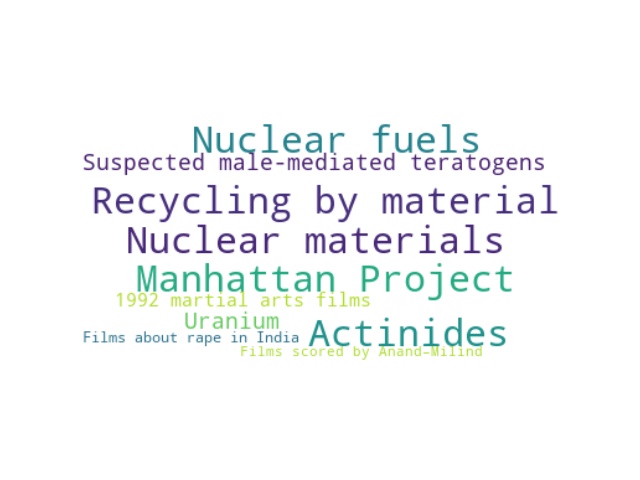 Nuclear fuels
Suspected male-mediated teratogens
Recycling by material
Nuclear materials
Manhattan Project
1992 martial arts films
Uranium
Actinides
Films about rape in India
Films scored by Anand–Milind